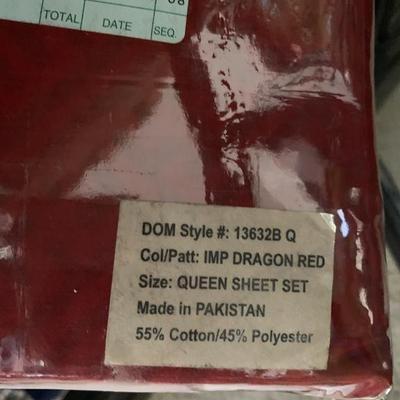 08
TOTAL DATE SEQ.
DOM Style #: 13632B Q
Col/Patt: IMP DRAGON RED
Size: QUEEN SHEET SET
Made in PAKISTAN
55% Cotton/45% Polyester